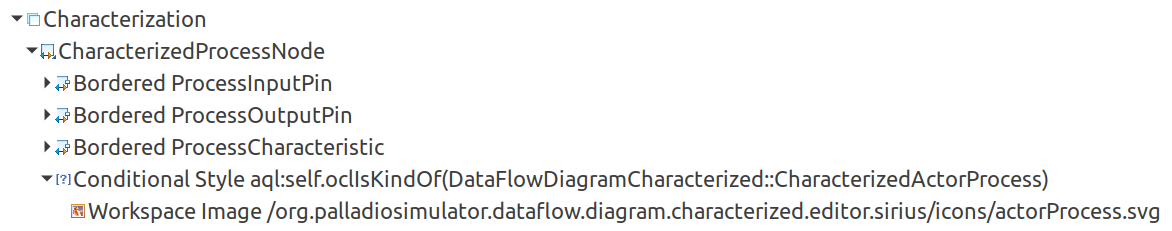 Characterization
CharacterizedProcessNode
Bordered ProcessInputPin
Bordered ProcessOutputPin
Bordered ProcessCharacteristic
[?] Conditional Style aql:self.oclIsKindOf(DataFlowDiagramCharacterized::CharacterizedActorProcess)
Workspace Image /org.palladiosimulator.dataflow.diagram.characterized.editor.sirius/icons/actorProcess.svg